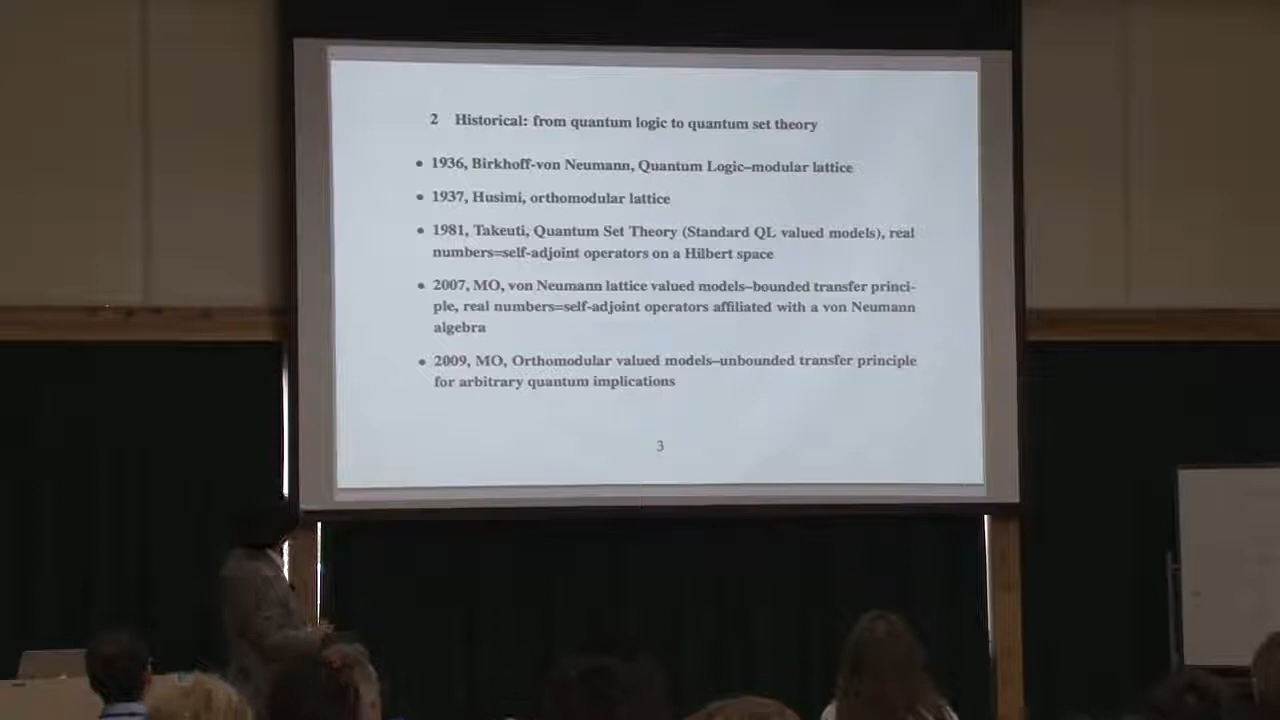 2 Historical: from quantum logic to quantum set theory
• 1936, Birkhoff-von Neumann, Quantum Logic–modular lattice
• 1937, Husimi, orthomodular lattice
• 1981, Takeuti, Quantum Set Theory (Standard QL valued models), real
numbers=self-adjoint operators on a Hilbert space
• 2007, MO, von Neumann lattice valued models–bounded transfer princi-
ple, real numbers=self-adjoint operators affiliated with a von Neumann
algebra
• 2009, MO, Orthomodular valued models–unbounded transfer principle
for arbitrary quantum implications
3